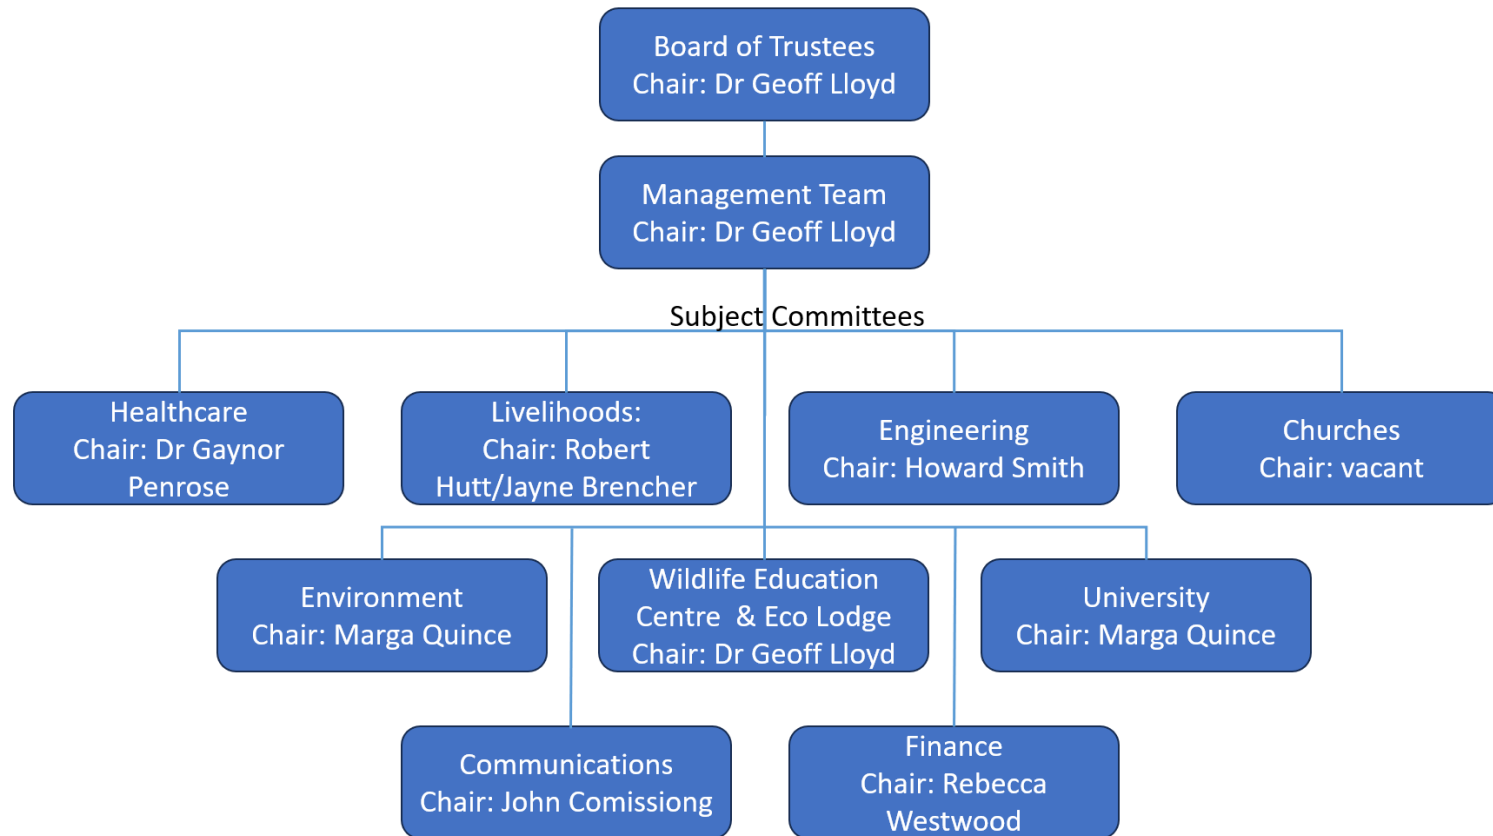 Board of Trustees
Chair: Dr Geoff Lloyd
Management Team
Chair: Dr Geoff Lloyd
Subject Committees
Healthcare
Chair: Dr Gaynor
Penrose
Livelihoods:
Chair: Robert
Hutt/Jayne Brencher
Engineering
Chair: Howard Smith
Churches
Chair: vacant
Environment
Chair: Marga Quince
Wildlife Education
Centre & Eco Lodge
Chair: Dr Geoff Lloyd
University
Chair: Marga Quince
Communications
Chair: John Comissiong
Finance
Chair: Rebecca
Westwood